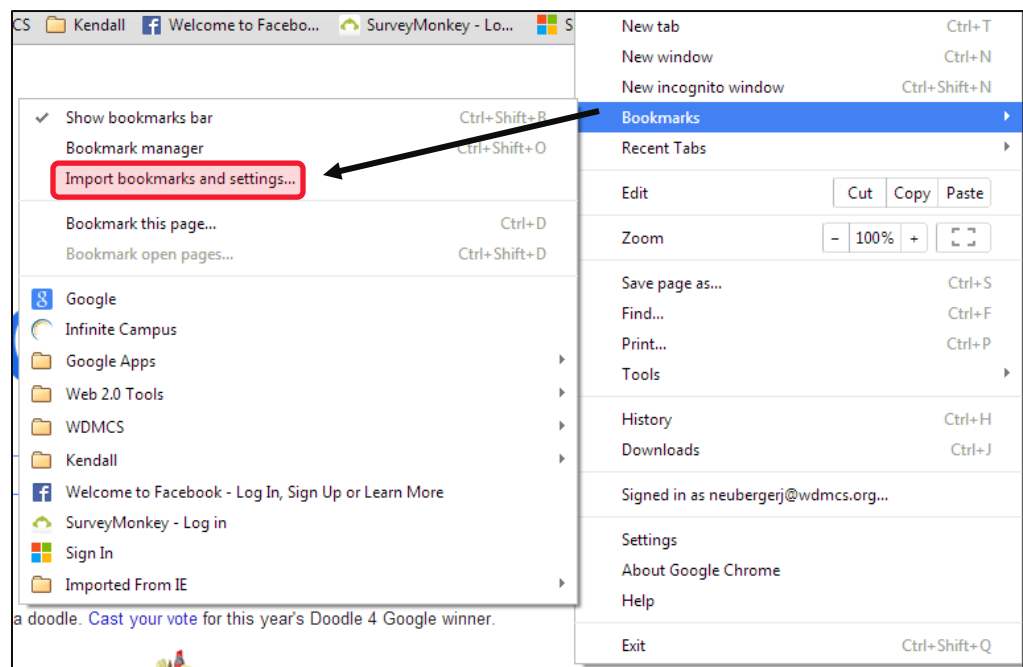 CS Kendall Welcome to Facebo... SurveyMonkey - Lo... S
New tab Ctrl+T
New window Ctrl+N
New incognito window Ctrl+Shift+N
Bookmarks
Recent Tabs
Edit Cut Copy Paste
Zoom - 100% +
Save page as... Ctrl+S
Find... Ctrl+F
Print... Ctrl+P
Tools
History Ctrl+H
Downloads Ctrl+J
Signed in as neubergerj@wdmcs.org...
Settings
About Google Chrome
Help
Exit Ctrl+Shift+Q
Show bookmarks bar Ctrl+Shift+B
Bookmark manager Ctrl+Shift+O
Import bookmarks and settings...
Bookmark this page... Ctrl+D
Bookmark open pages... Ctrl+Shift+D
Google
Infinite Campus
Google Apps
Web 2.0 Tools
WDMCS
Kendall
Welcome to Facebook - Log In, Sign Up or Learn More
SurveyMonkey - Log in
Sign In
Imported From IE
a doodle. Cast your vote for this year's Doodle 4 Google winner.